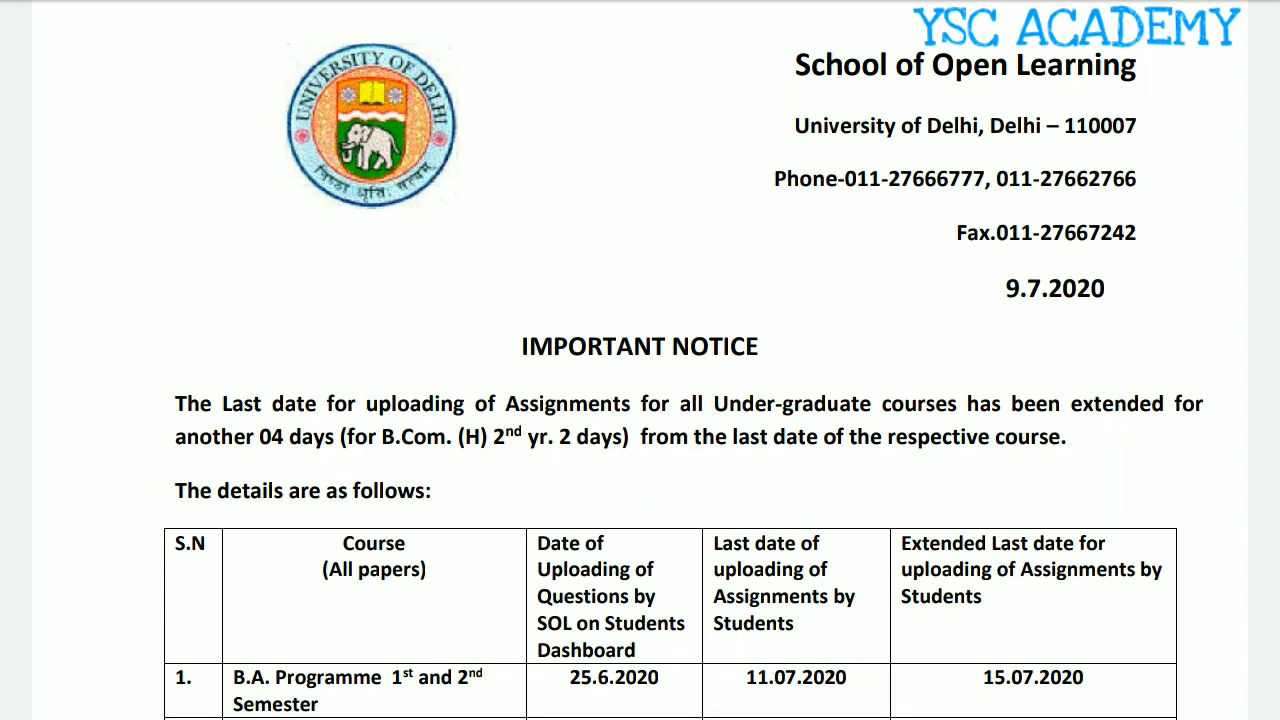 YSC ACADEMY
UNIVERSITY OF DELHI
निष्ठा धृतिः सत्यम्
School of Open Learning
University of Delhi, Delhi – 110007
Phone-011-27666777, 011-27662766
Fax.011-27667242
9.7.2020
IMPORTANT NOTICE
The Last date for uploading of Assignments for all Under-graduate courses has been extended for
another 04 days (for B.Com. (H) 2nd yr. 2 days) from the last date of the respective course.
The details are as follows:
S.N
Course
(All papers)
Date of
Uploading of
Questions by
SOL on Students
Dashboard
Last date of
uploading of
Assignments by
Students
Extended Last date for
uploading of Assignments by
Students
1.
B.A. Programme 1st and 2nd
Semester
25.6.2020
11.07.2020
15.07.2020